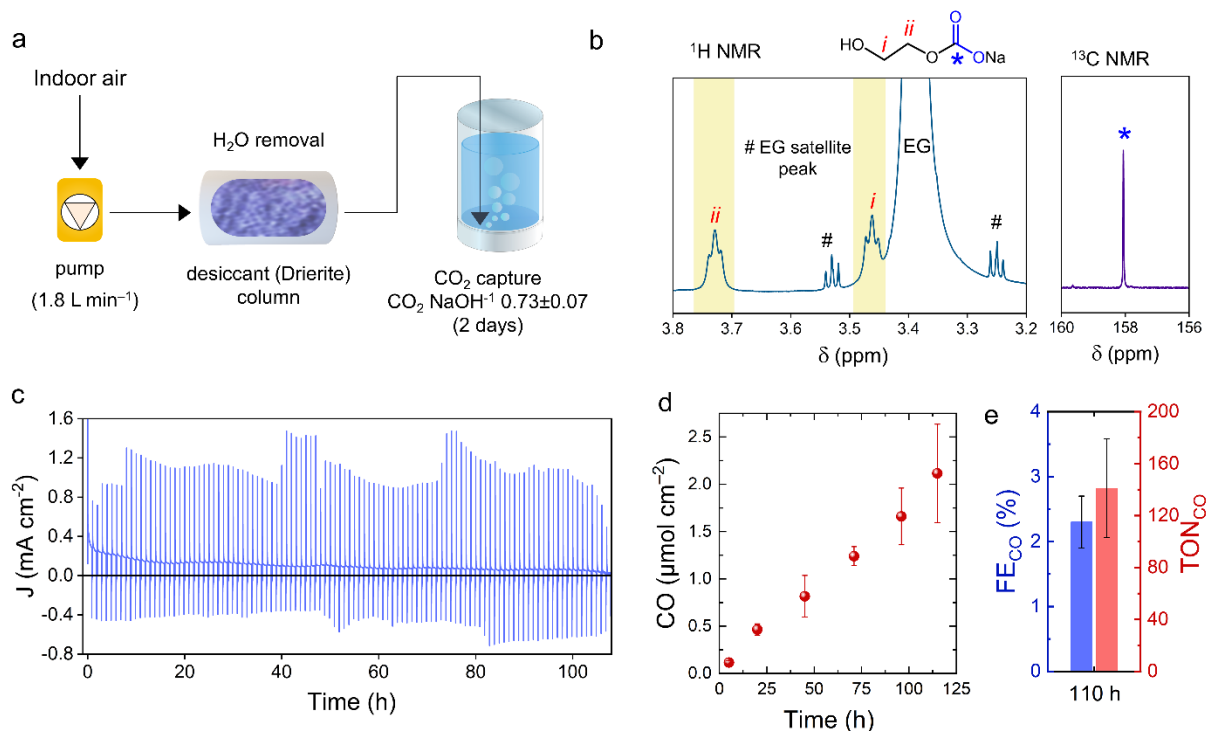 a
Indoor air
H₂O removal
pump
(1.8 L min⁻¹)
desiccant (Drierite)
column
CO₂ capture
CO₂ NaOH⁻¹ 0.73±0.07
(2 days)
b
¹H NMR
HO
i
ii
O
O
*
ONa
¹³C NMR
ii
# EG satellite
peak
#
i
EG
#
*
3.8 3.7 3.6 3.5 3.4 3.3 3.2
δ (ppm)
160 158 156
δ (ppm)
c
J (mA cm⁻²)
1.6
1.2
0.8
0.4
0.0
-0.4
-0.8
0 20 40 60 80 100
Time (h)
d
CO (μmol cm⁻²)
2.5
2.0
1.5
1.0
0.5
0.0
0 25 50 75 100 125
Time (h)
e
FE_CO (%)
4
3
2
1
0
200
160
120
80
40
0
TON_CO
110 h